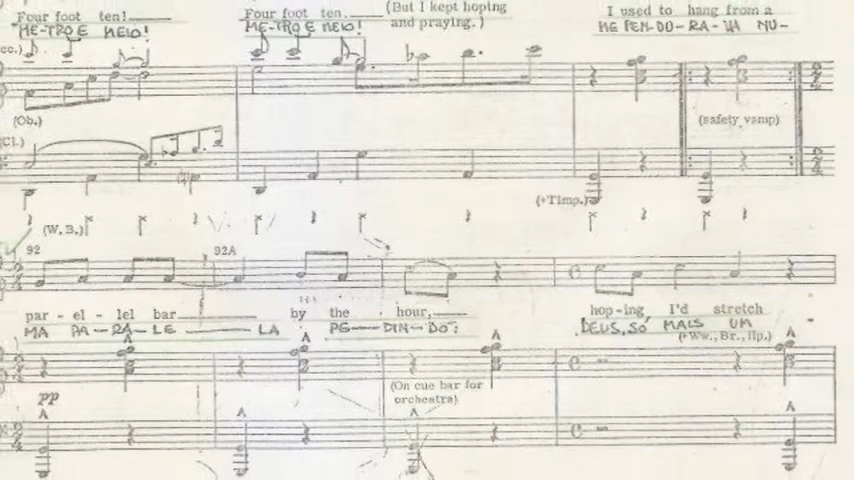 Four foot ten! Four foot ten. (But I kept hoping and praying.) I used to hang from a
ME-TRO E MEIO! ME-TRO E MEIO! ME PEN-DU-RA-VA NU-
(Ob.)
(safety vamp)
Cl.)
(+Timp.)
(W.B.)
92 92A
par - el - lel bar by the hour, hop-ing, I'd stretch
MA PA-RA-LE LA PE-DIN-DO: DEUS, SÓ MAIS UM
(+Ww., Br., Hp.)
(On cue bar for orchestra)
pp